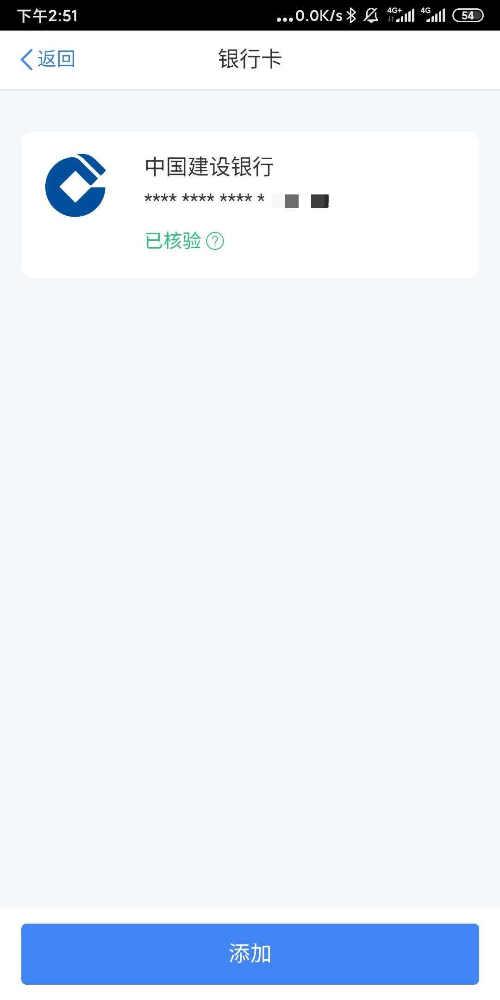 下午2:51
...0.0K/s 4G+ 4G 54
返回
银行卡
中国建设银行
**** **** **** *
已核验 ?
添加